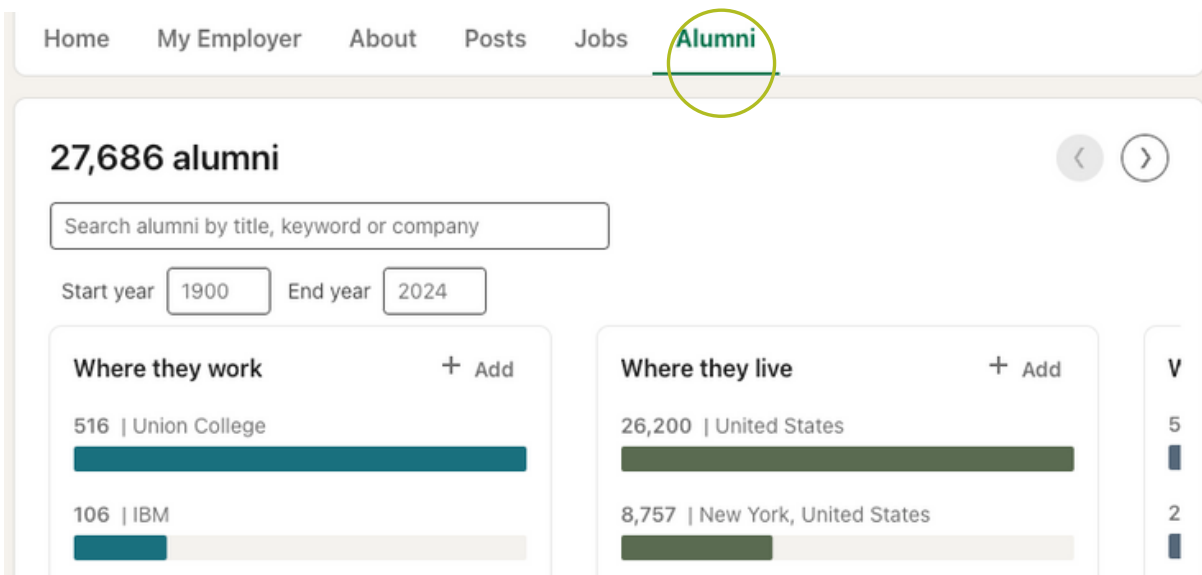 Home My Employer About Posts Jobs Alumni
27,686 alumni
Search alumni by title, keyword or company
Start year 1900 End year 2024
Where they work + Add
516 | Union College
106 | IBM
Where they live + Add
26,200 | United States
8,757 | New York, United States
W
5
2